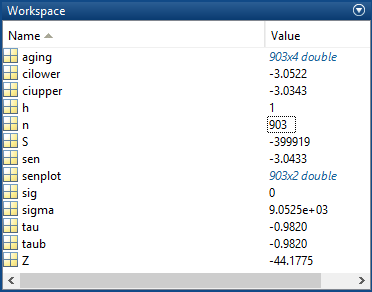 Workspace
Name Value
aging 903x4 double
cilower -3.0522
ciupper -3.0343
h 1
n 903
S -399919
sen -3.0433
senplot 903x2 double
sig 0
sigma 9.0525e+03
tau -0.9820
taub -0.9820
Z -44.1775